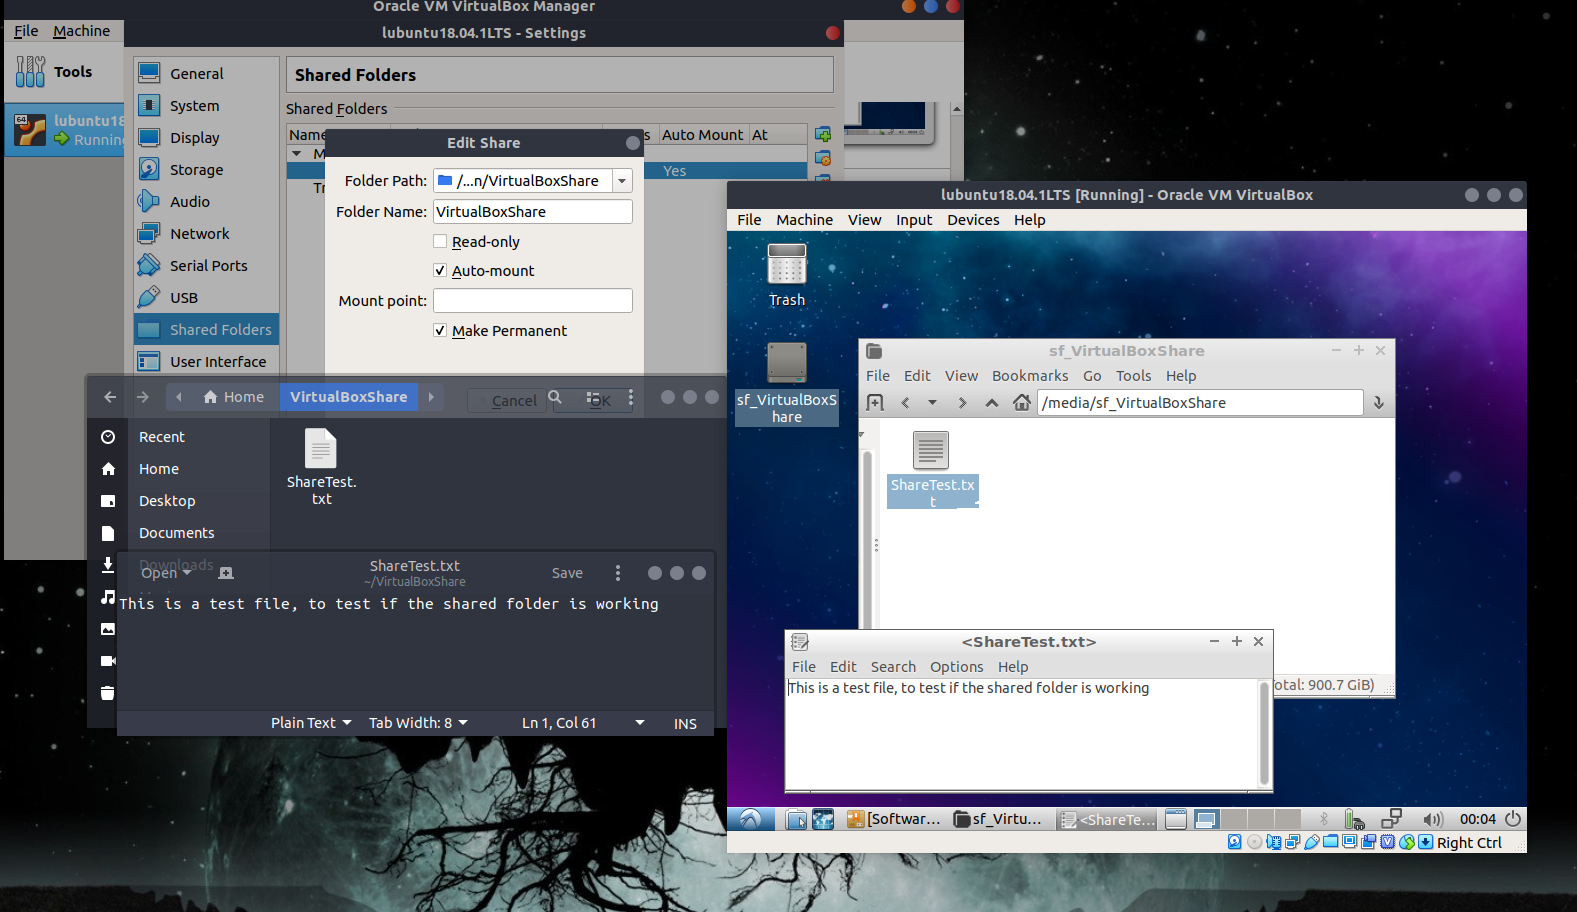 Oracle VM VirtualBox Manager
File Machine
lubuntu18.04.1LTS - Settings
Tools
64
lubuntu18
Running
General
System
Display
Storage
Audio
Network
Serial Ports
USB
Shared Folders
User Interface
Shared Folders
Shared Folders
Auto Mount At
Yes
Edit Share
Folder Path: /...n/VirtualBoxShare
Folder Name: VirtualBoxShare
Read-only
Auto-mount
Mount point:
Make Permanent
Cancel OK
Home VirtualBoxShare
Recent
Home
Desktop
Documents
Downloads
ShareTest.
txt
Open
ShareTest.txt
~/VirtualBoxShare
Save
This is a test file, to test if the shared folder is working
Plain Text Tab Width: 8 Ln 1, Col 61 INS
lubuntu18.04.1LTS [Running] - Oracle VM VirtualBox
File Machine View Input Devices Help
Trash
sf_VirtualBoxS
hare
sf_VirtualBoxShare
File Edit View Bookmarks Go Tools Help
/media/sf_VirtualBoxShare
ShareTest.tx
t
otal: 900.7 GiB)
<ShareTest.txt>
File Edit Search Options Help
This is a test file, to test if the shared folder is working
[Softwar... sf_Virtu... <ShareTe... 00:04
Right Ctrl